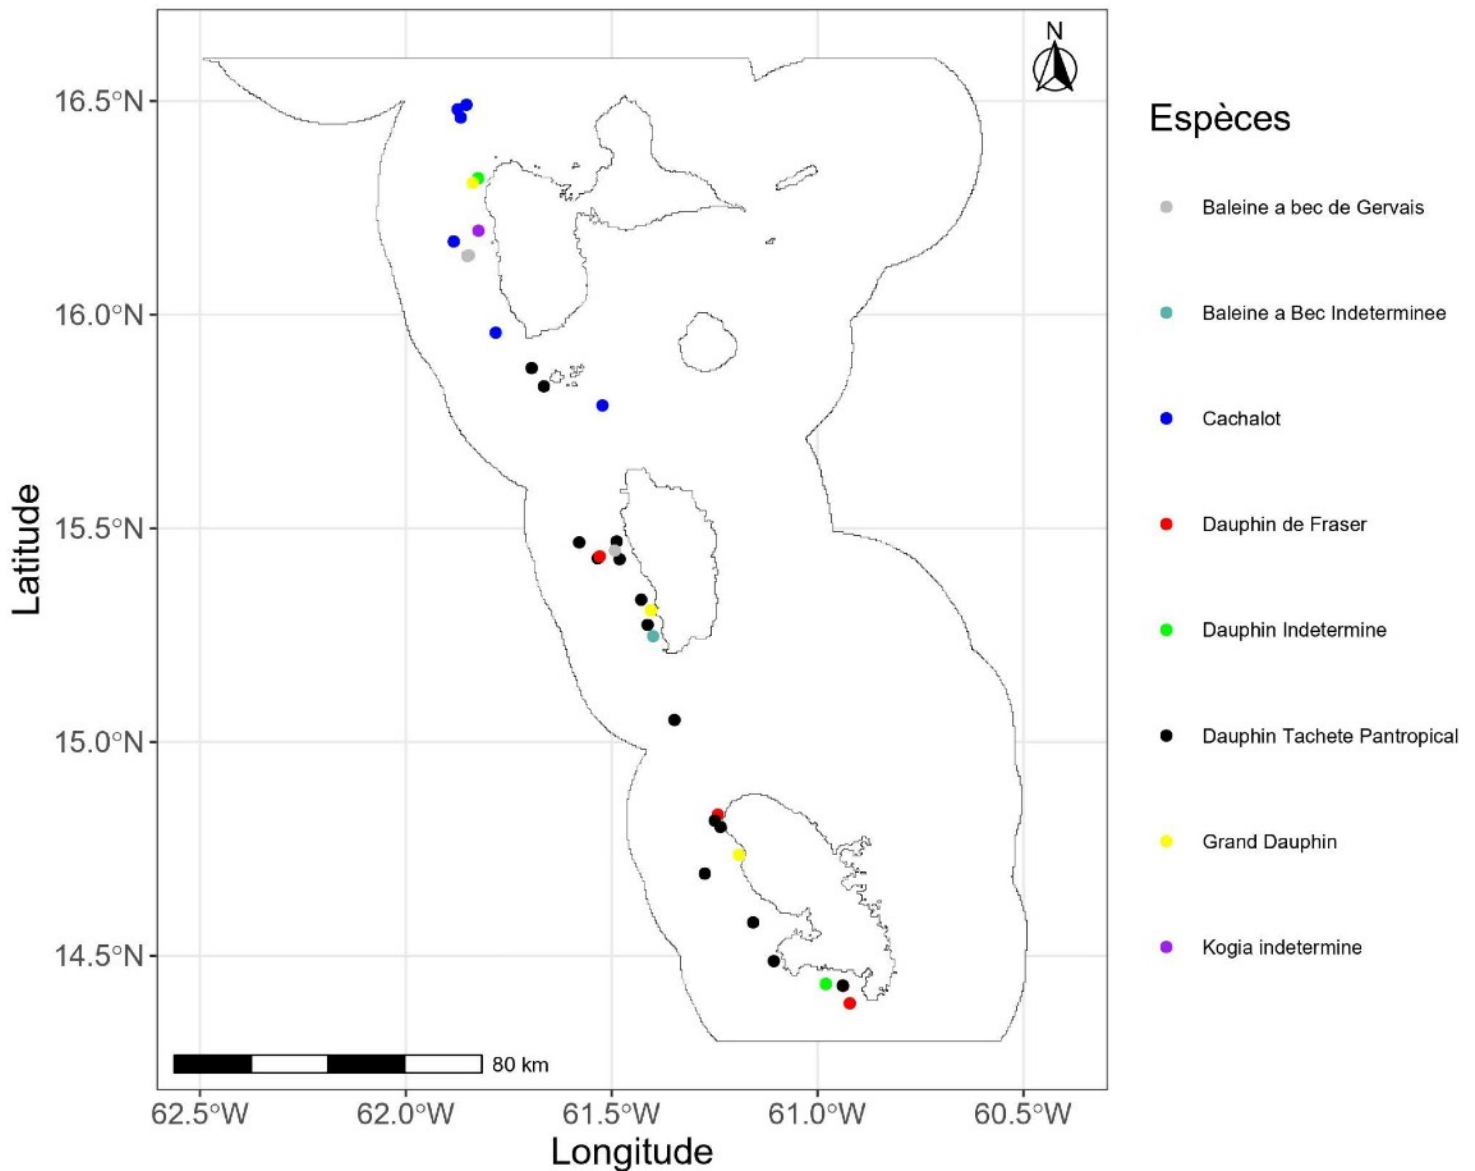 N
16.5°N
16.0°N
15.5°N
15.0°N
14.5°N
Latitude
80 km
62.5°W
62.0°W
61.5°W
61.0°W
60.5°W
Longitude
Espèces
Baleine a bec de Gervais
Baleine a Bec Indeterminee
Cachalot
Dauphin de Fraser
Dauphin Indetermine
Dauphin Tachete Pantropical
Grand Dauphin
Kogia indetermine